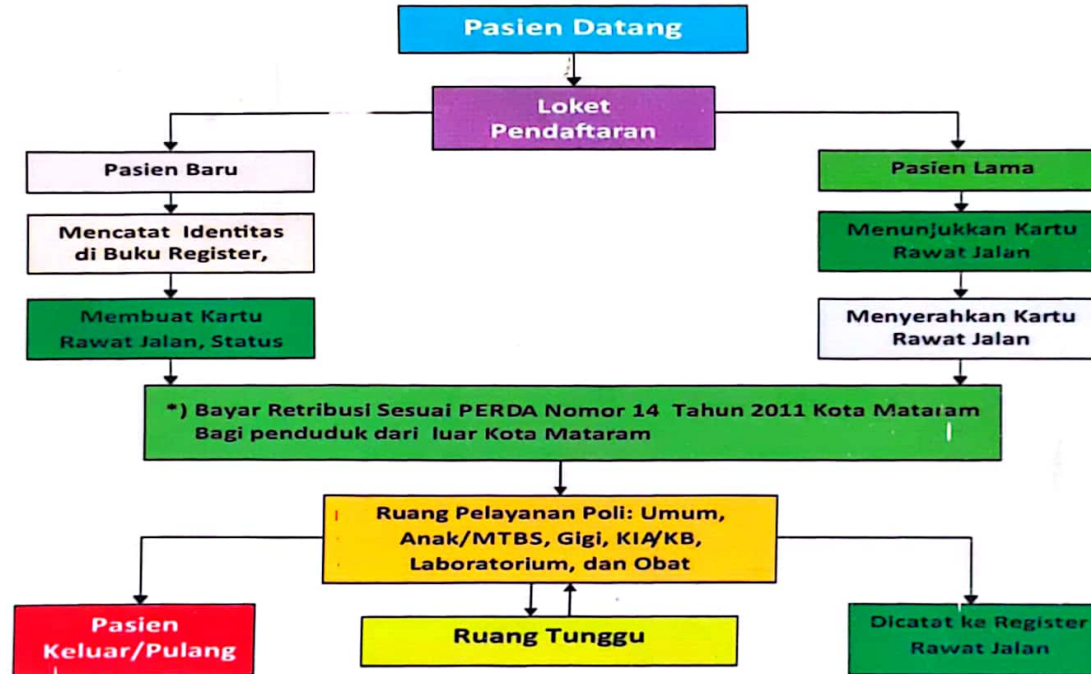 Pasien Datang
Loket
Pendaftaran
Pasien Baru
Pasien Lama
Mencatat Identitas
di Buku Register,
Menunjukkan Kartu
Rawat Jalan
Membuat Kartu
Rawat Jalan, Status
Menyerahkan Kartu
Rawat Jalan
*) Bayar Retribusi Sesuai PERDA Nomor 14 Tahun 2011 Kota Mataram
Bagi penduduk dari luar Kota Mataram
Ruang Pelayanan Poli: Umum,
Anak/MTBS, Gigi, KIA/KB,
Laboratorium, dan Obat
Pasien
Keluar/Pulang
Ruang Tunggu
Dicatat ke Register
Rawat Jalan